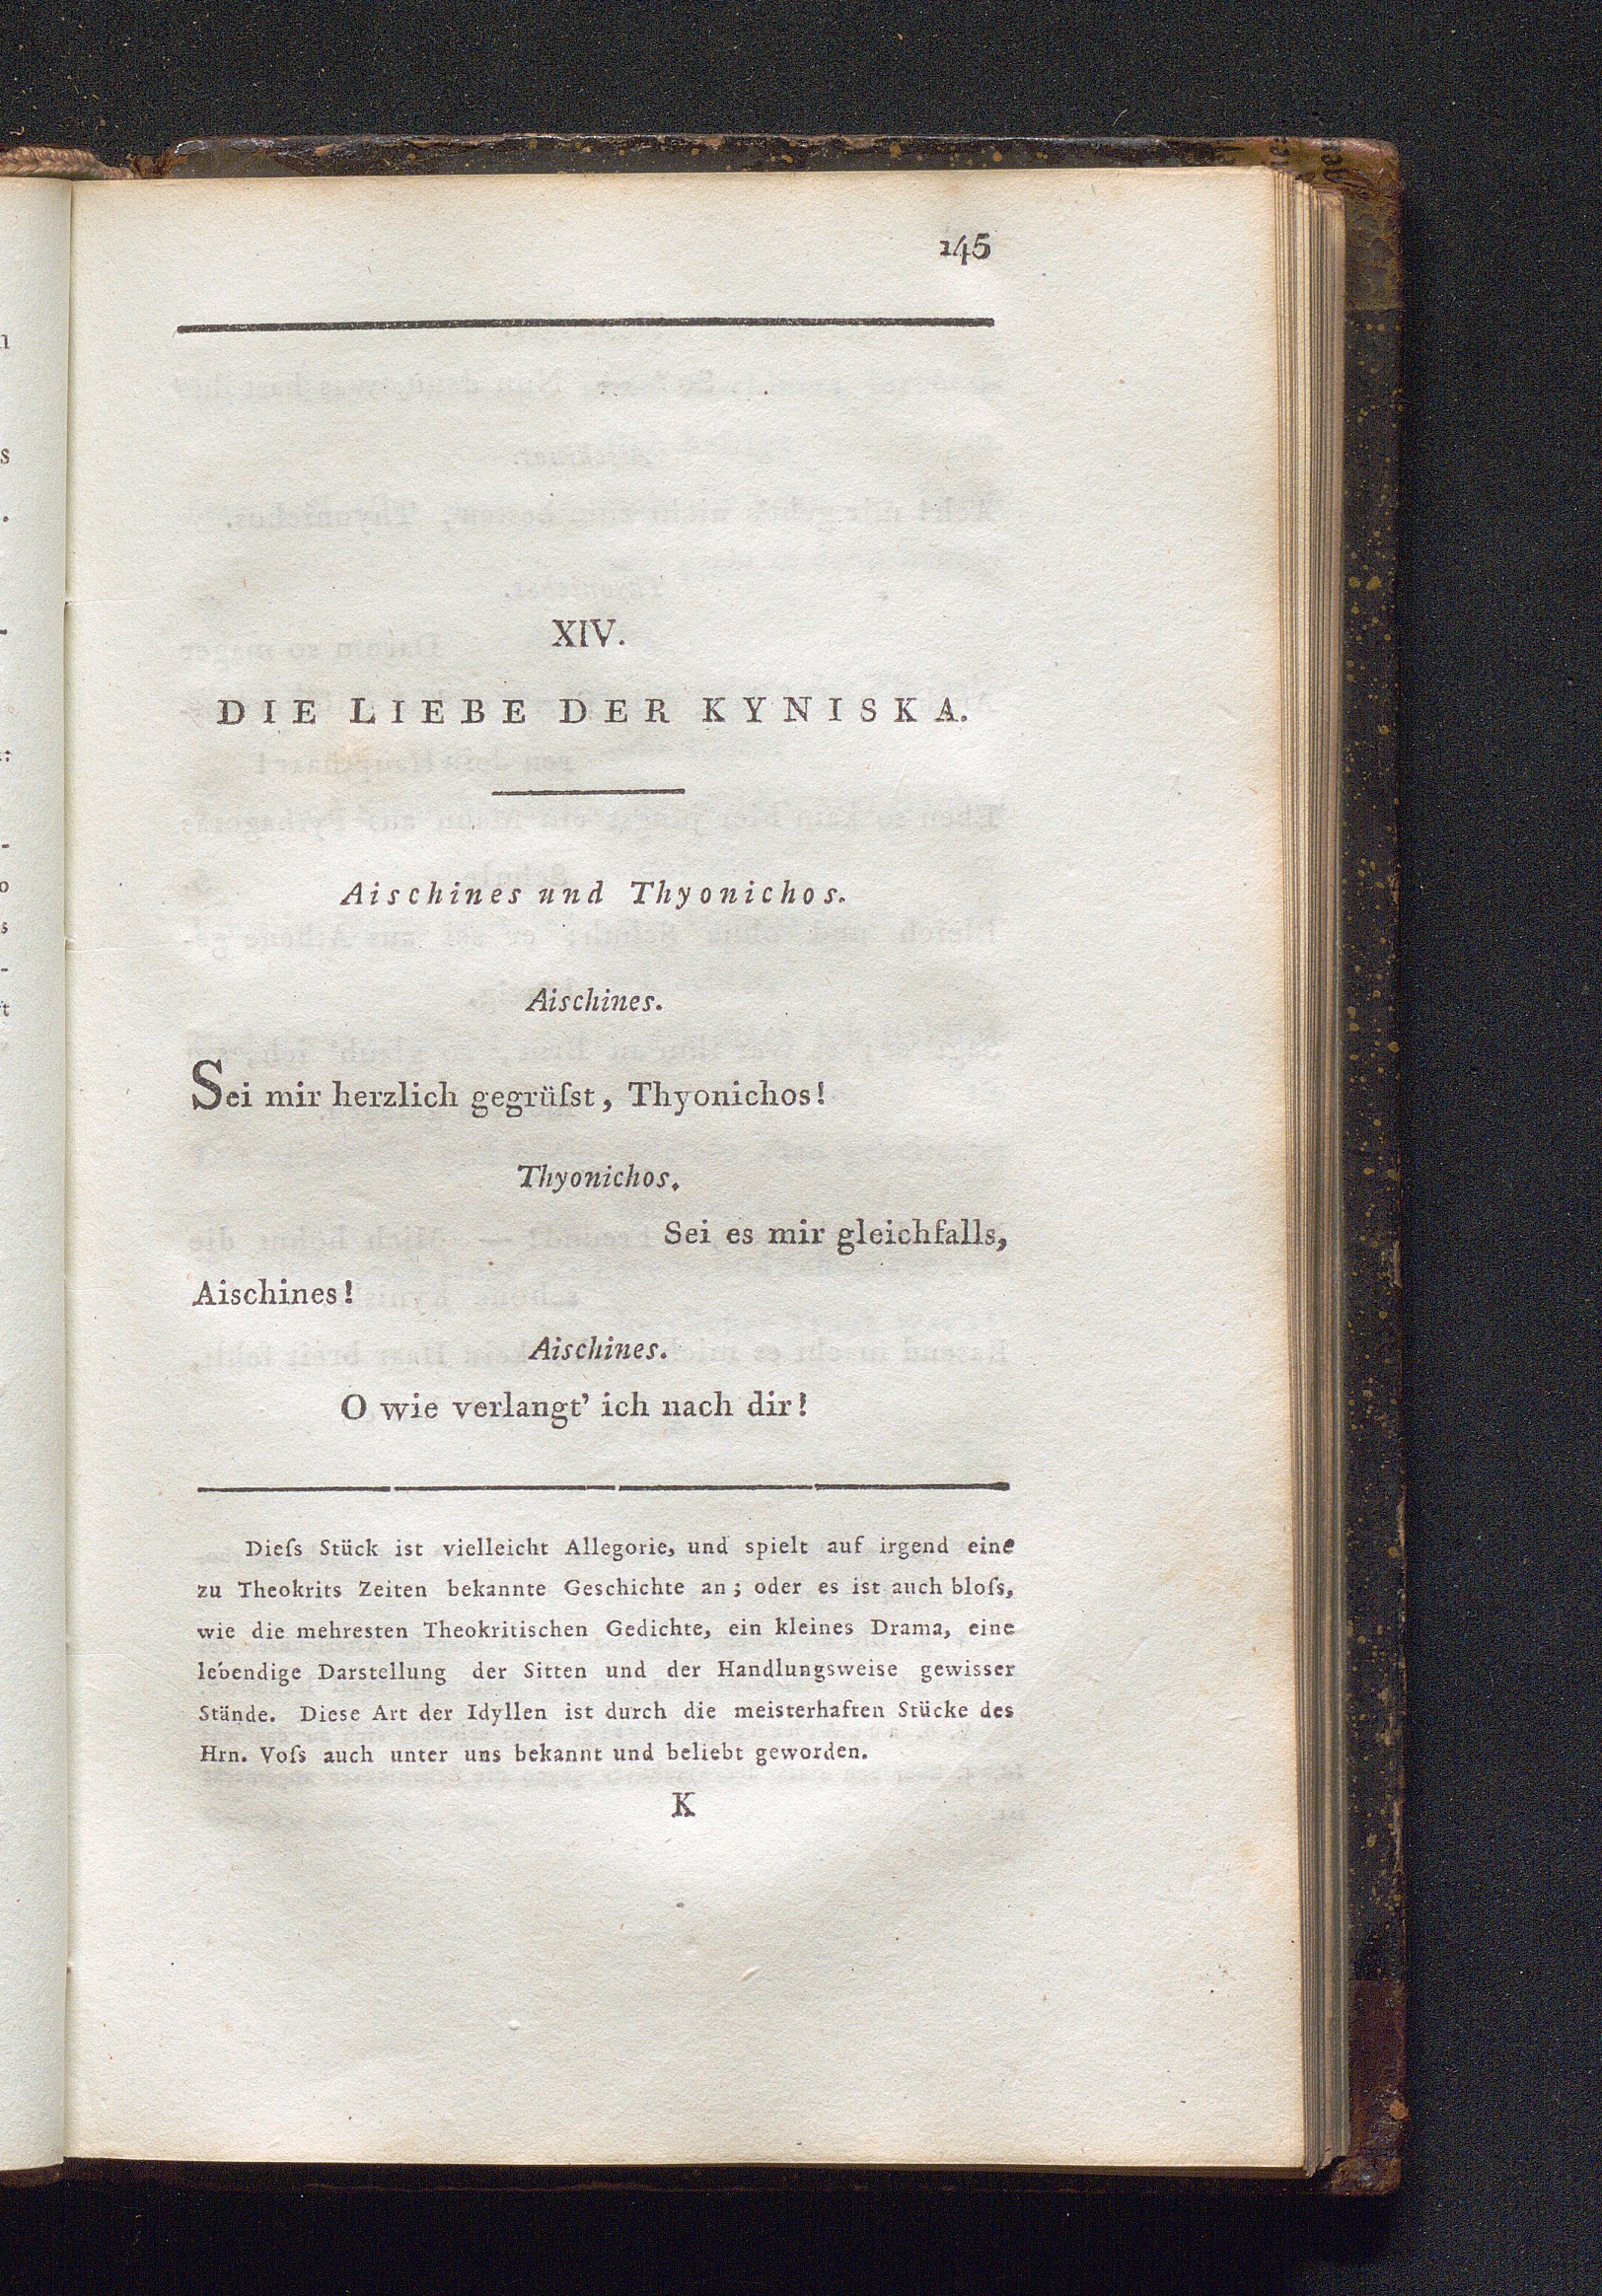 145
XIV.
DIE LIEBE DER KYNISKA.
Aischines und Thyonichos.
Aischines.
Sei mir herzlich gegrüſst, Thyonichos!
Thyonichos.
Sei es mir gleichfalls,
Aischines!
Aischines.
O wie verlangt' ich nach dir!
Dieſs Stück ist vielleicht Allegorie, und spielt auf irgend eine
zu Theokrits Zeiten bekannte Geschichte an; oder es ist auch bloſs,
wie die mehresten Theokritischen Gedichte, ein kleines Drama, eine
lebendige Darstellung der Sitten und der Handlungsweise gewisser
Stände. Diese Art der Idyllen ist durch die meisterhaften Stücke des
Hrn. Voſs auch unter uns bekannt und beliebt geworden.
K